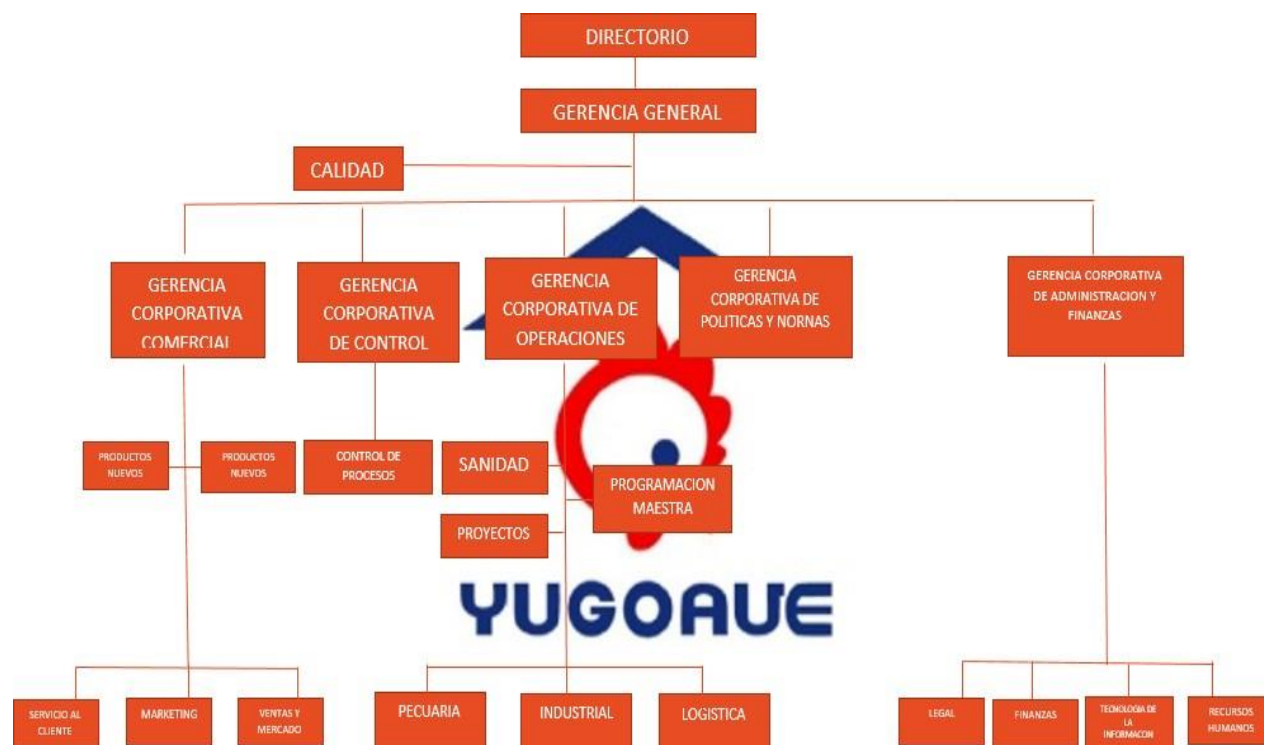 DIRECTORIO
GERENCIA GENERAL
CALIDAD
GERENCIA
CORPORATIVA
COMERCIAL
GERENCIA
CORPORATIVA
DE CONTROL
GERENCIA
CORPORATIVA DE
OPERACIONES
GERENCIA
CORPORATIVA DE
POLITICAS Y NORNAS
GERENCIA CORPORATIVA
DE ADMINISTRACION Y
FINANZAS
PRODUCTOS
NUEVOS
PRODUCTOS
NUEVOS
CONTROL DE
PROCESOS
SANIDAD
PROGRAMACION
MAESTRA
PROYECTOS
YUGOAVE
SERVICIO AL
CLIENTE
MARKETING
VENTAS Y
MERCADO
PECUARIA
INDUSTRIAL
LOGISTICA
LEGAL
FINANZAS
TECNOLOGIA DE
LA
INFORMACON
RECURSOS
HUMANOS